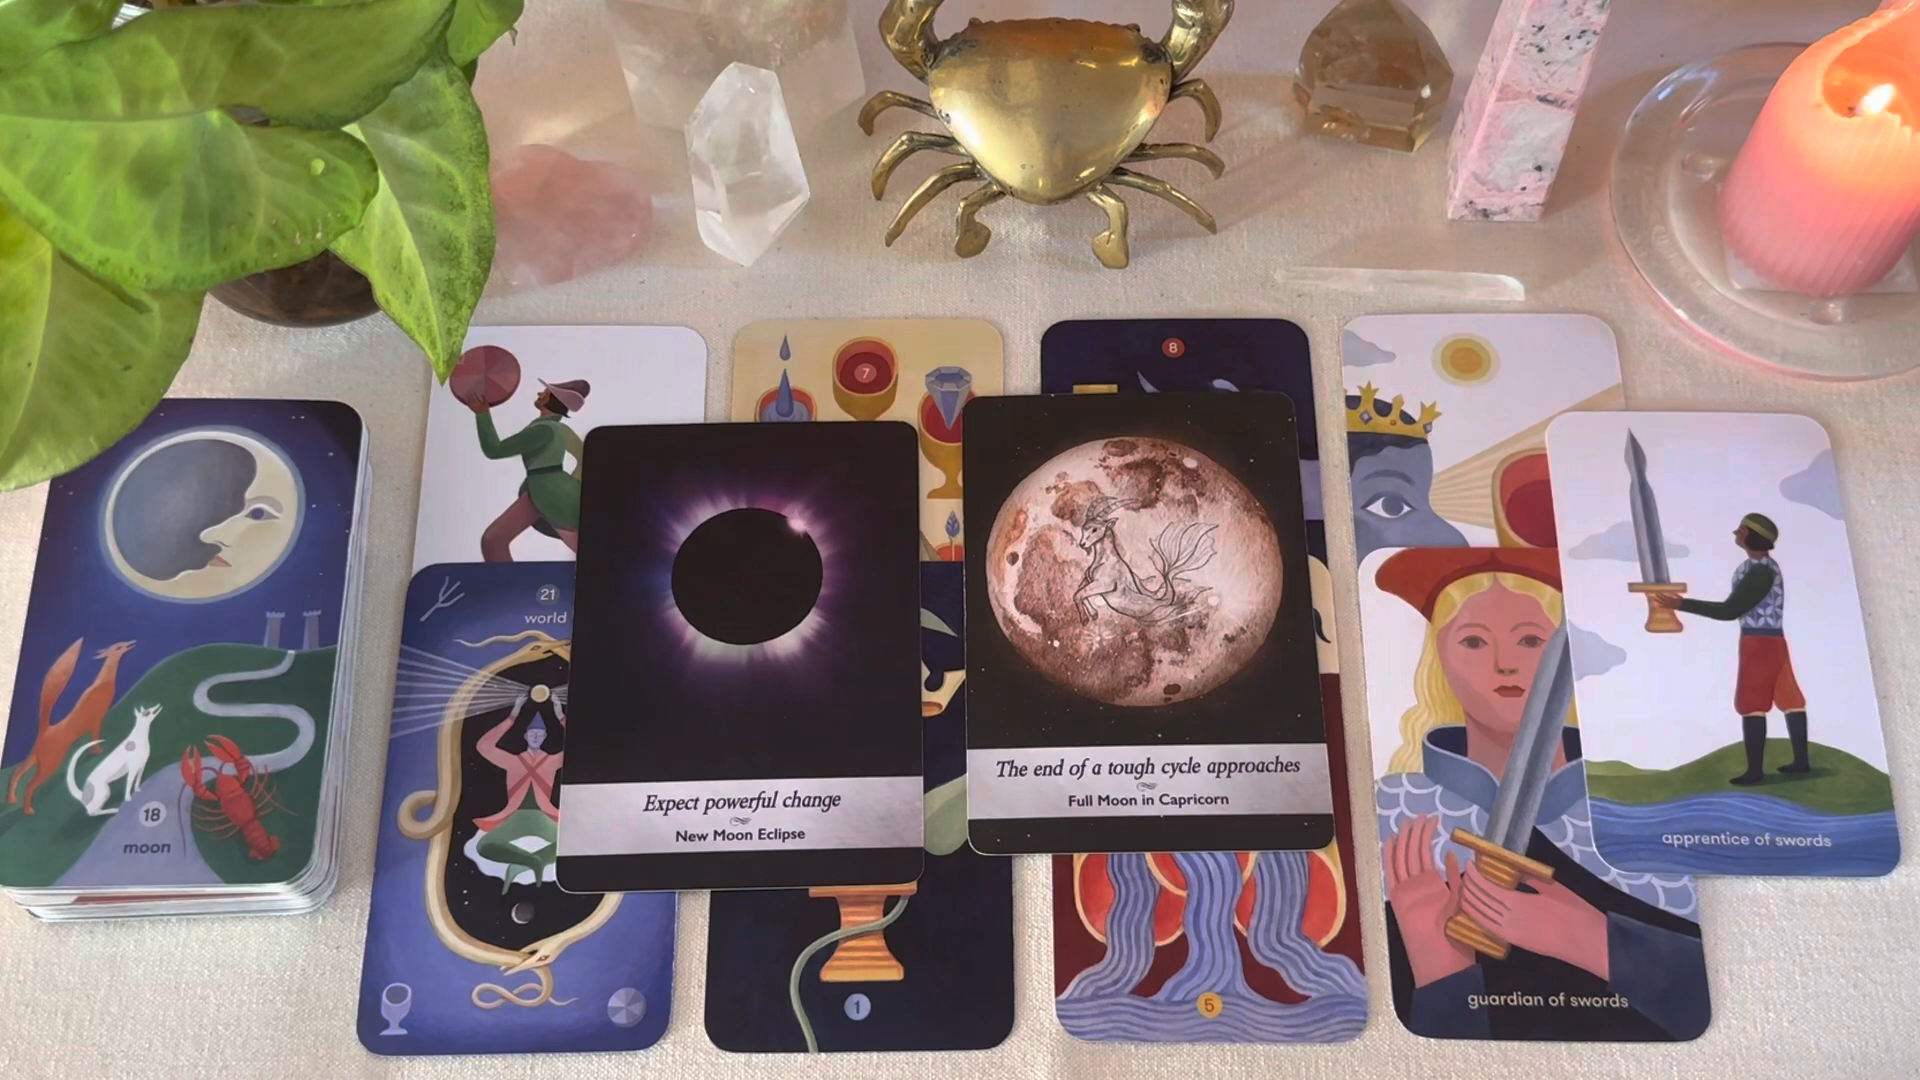 7
8
18
moon
21
world
Expect powerful change
New Moon Eclipse
The end of a tough cycle approaches
Full Moon in Capricorn
1
5
guardian of swords
apprentice of swords